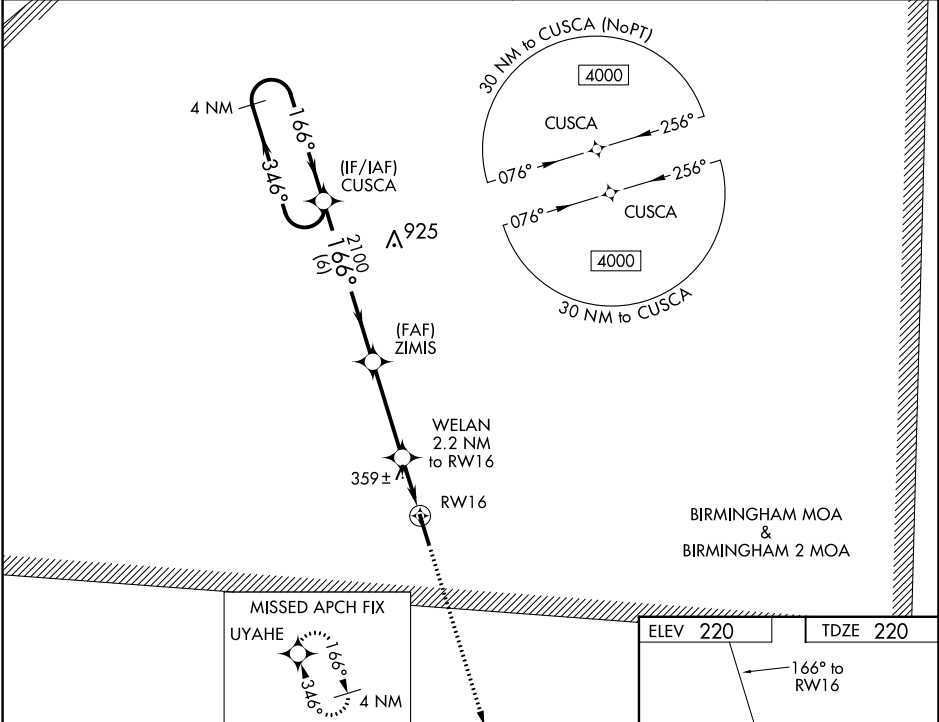 30 NM to CUSCA (NoPT)
4000
CUSCA
256°
076°
256°
076°
CUSCA
4000
30 NM to CUSCA
4 NM
166°
346°
(IF/IAF)
CUSCA
925
2100
166°
(6)
(FAF)
ZIMIS
WELAN
2.2 NM
to RW16
359±
RW16
BIRMINGHAM MOA
&
BIRMINGHAM 2 MOA
MISSED APCH FIX
UYAHE
166°
346°
4 NM
ELEV 220
TDZE 220
166° to
RW16